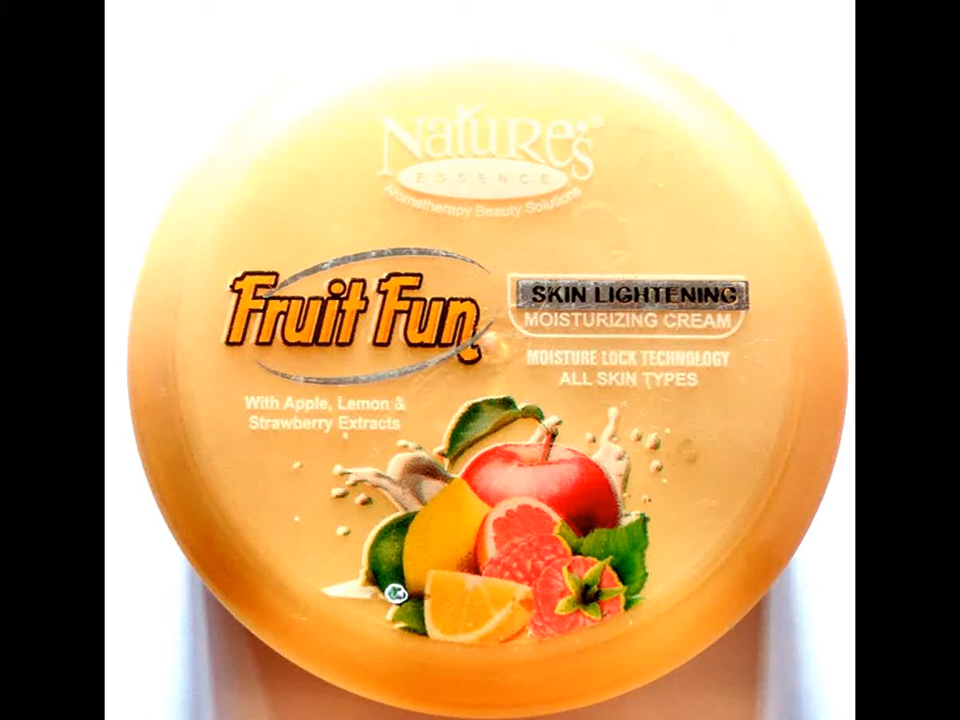 NatuRe's®
ESSENCE
Aromatherapy Beauty Solutions
Fruit Fun
SKIN LIGHTENING
MOISTURIZING CREAM
MOISTURE LOCK TECHNOLOGY
ALL SKIN TYPES
With Apple, Lemon &
Strawberry Extracts